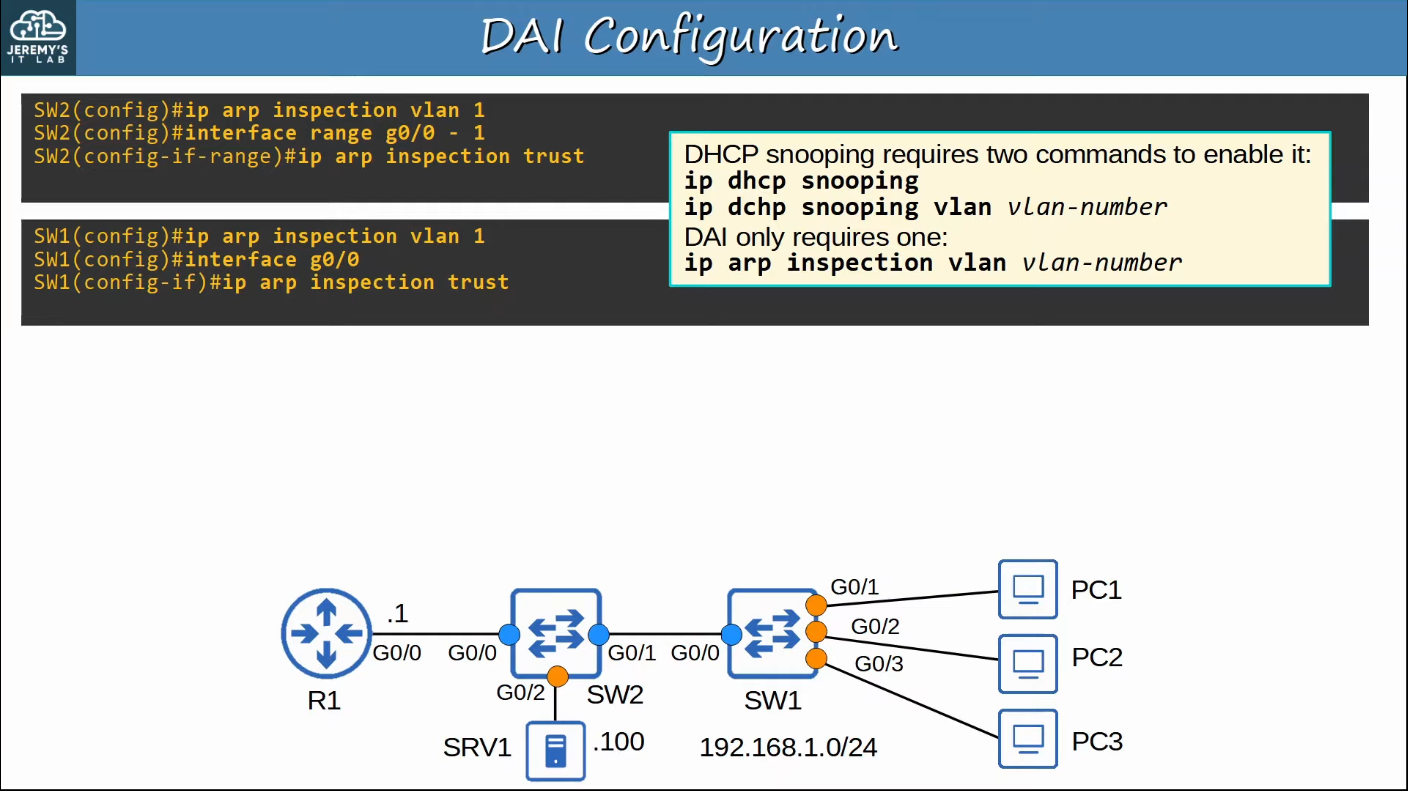 JEREMY'S
IT LAB
DAI Configuration
SW2(config)#ip arp inspection vlan 1
SW2(config)#interface range g0/0 - 1
SW2(config-if-range)#ip arp inspection trust
SW1(config)#ip arp inspection vlan 1
SW1(config)#interface g0/0
SW1(config-if)#ip arp inspection trust
DHCP snooping requires two commands to enable it:
ip dhcp snooping
ip dchp snooping vlan vlan-number
DAI only requires one:
ip arp inspection vlan vlan-number
.1
G0/0
R1
G0/0
G0/1
G0/2
SW2
SRV1
.100
G0/0
SW1
192.168.1.0/24
G0/1
G0/2
G0/3
PC1
PC2
PC3